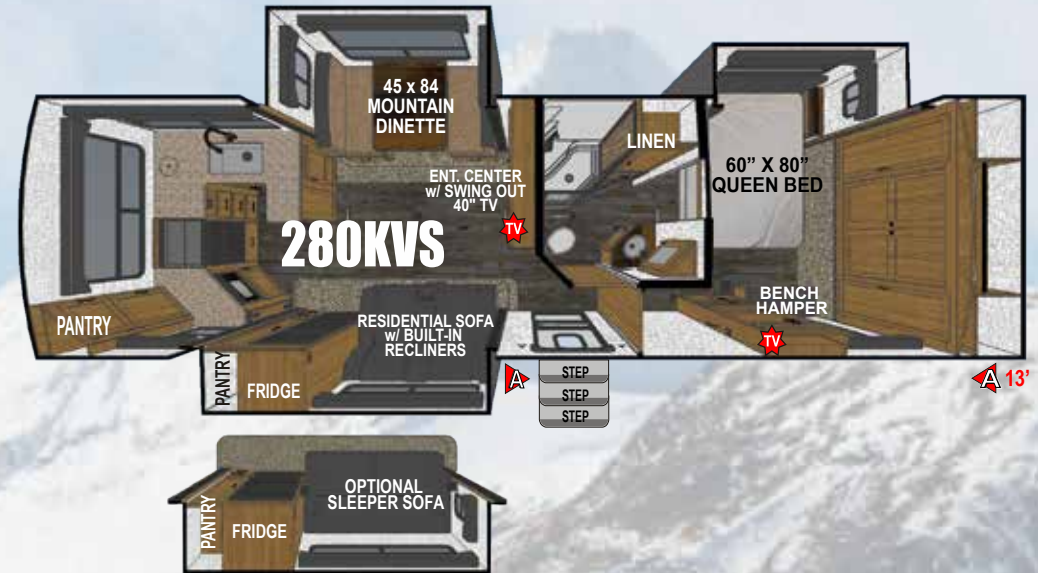 45 x 84
MOUNTAIN
DINETTE
LINEN
60” X 80”
QUEEN BED
ENT. CENTER
w/ SWING OUT
40" TV
TV
280KVS
BENCH
HAMPER
TV
PANTRY
RESIDENTIAL SOFA
w/ BUILT-IN
RECLINERS
PANTRY
FRIDGE
A
STEP
STEP
STEP
A 13’
OPTIONAL
SLEEPER SOFA
PANTRY
FRIDGE